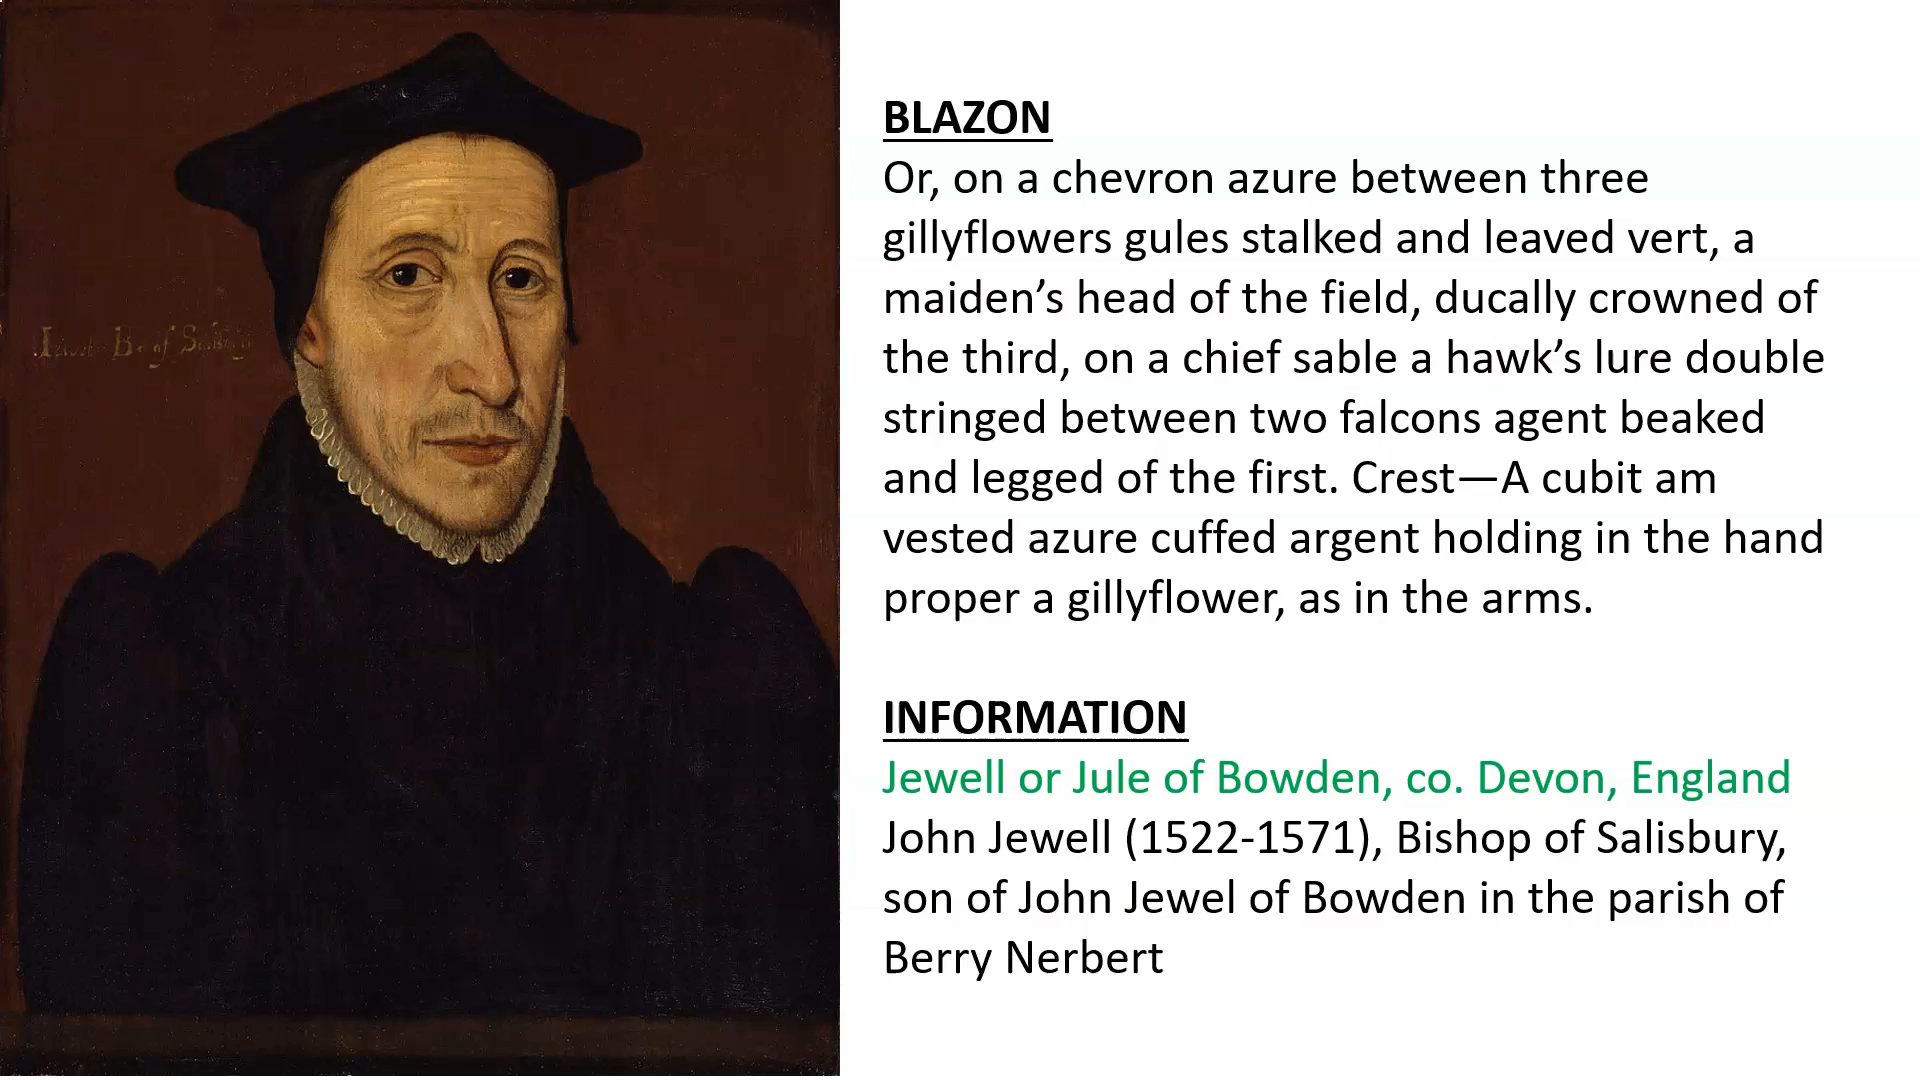 BLAZON
Or, on a chevron azure between three
gillyflowers gules stalked and leaved vert, a
maiden’s head of the field, ducally crowned of
the third, on a chief sable a hawk’s lure double
stringed between two falcons agent beaked
and legged of the first. Crest—A cubit am
vested azure cuffed argent holding in the hand
proper a gillyflower, as in the arms.
INFORMATION
Jewell or Jule of Bowden, co. Devon, England
John Jewell (1522-1571), Bishop of Salisbury,
son of John Jewel of Bowden in the parish of
Berry Nerbert